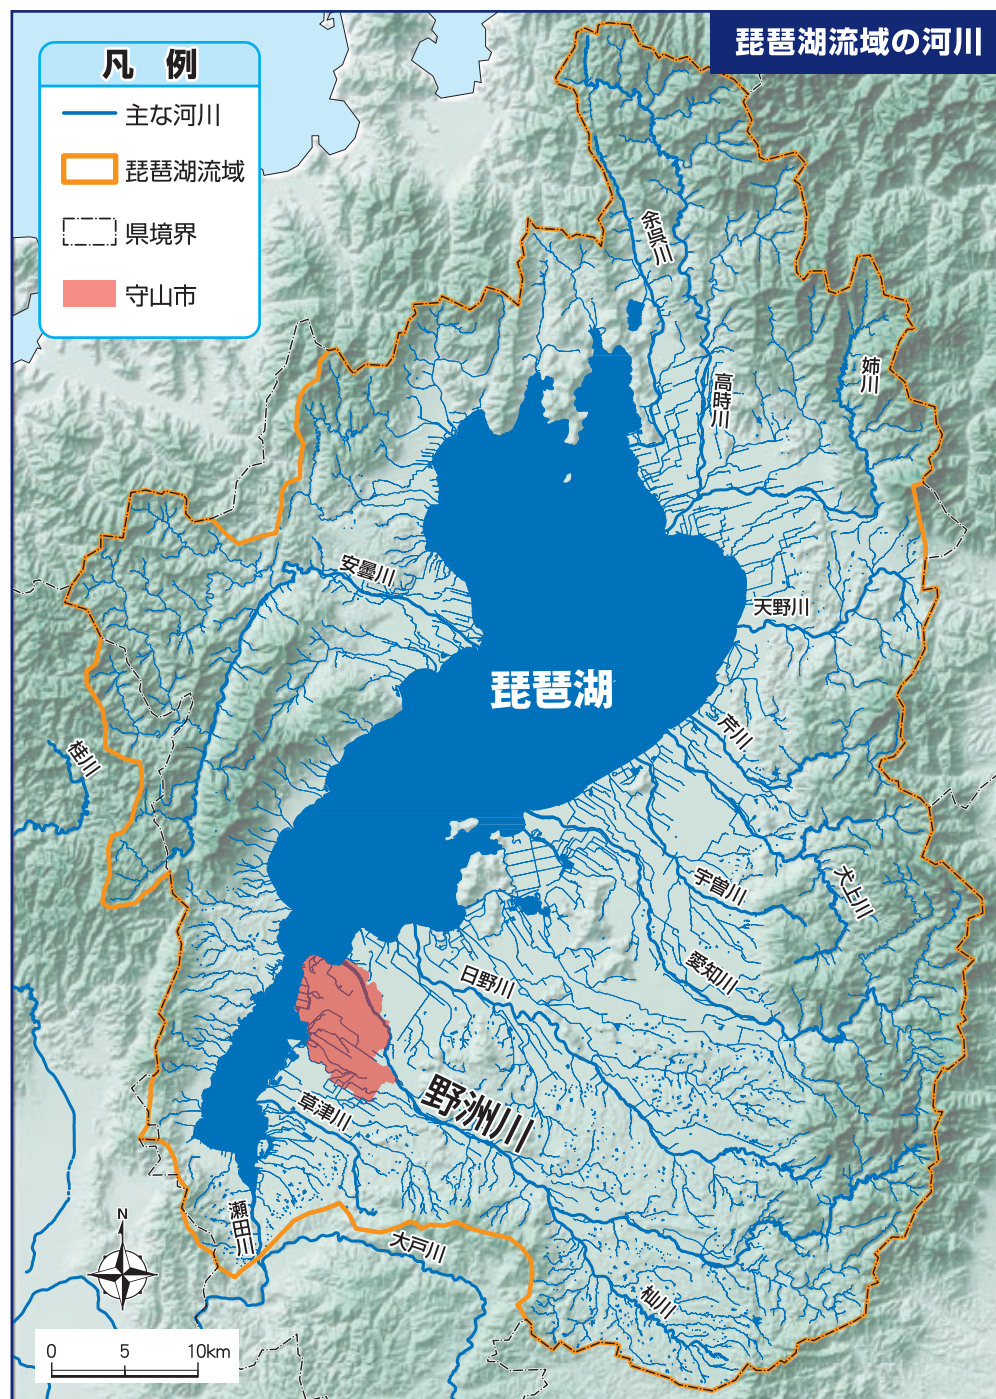 琵琶湖流域の河川
凡 例
主な河川
琵琶湖流域
県境界
守山市
余呉川
高時川
姉川
安曇川
天野川
琵琶湖
芹川
桂川
犬上川
宇曽川
愛知川
日野川
野洲川
草津川
瀬田川
大戸川
杣川
N
0 5 10km